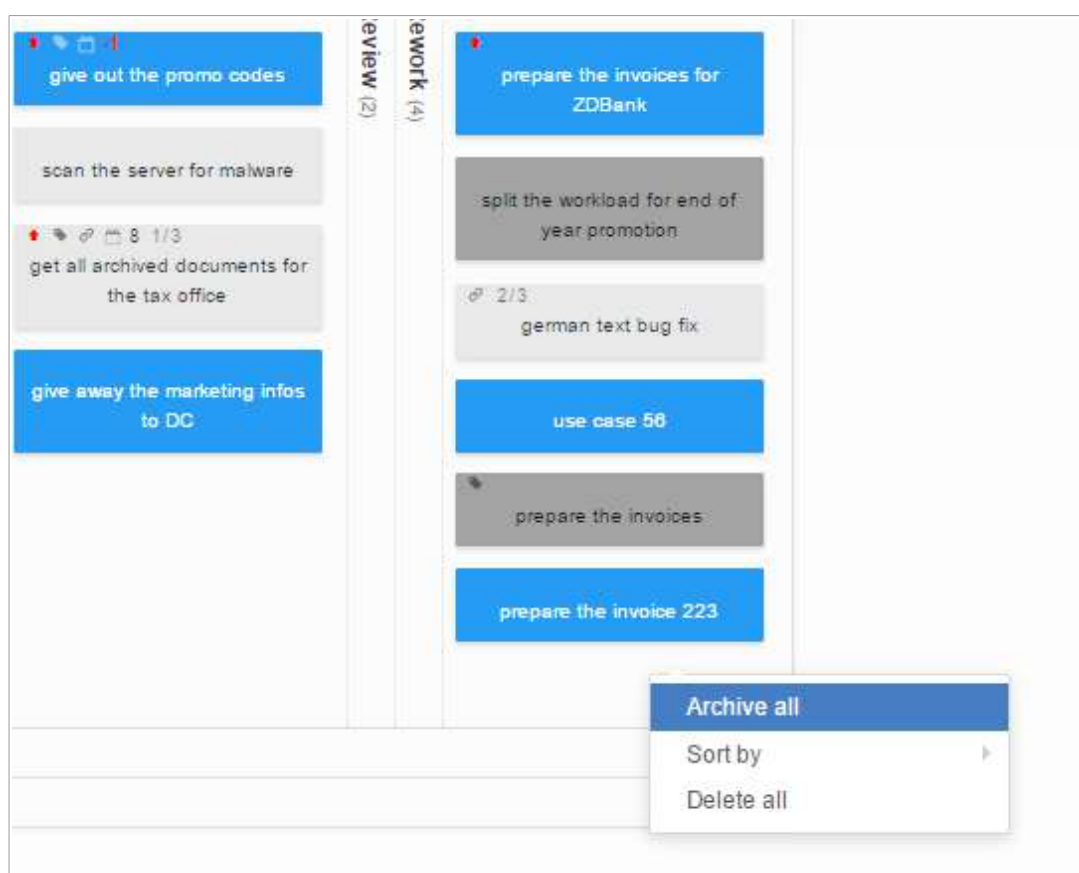 -1
give out the promo codes
scan the server for malware
8 1/3
get all archived documents for
the tax office
give away the marketing infos
to DC
eview (2)
ework (4)
prepare the invoices for
ZDBank
split the workload for end of
year promotion
2/3
german text bug fix
use case 56
prepare the invoices
prepare the invoice 223
Archive all
Sort by
Delete all